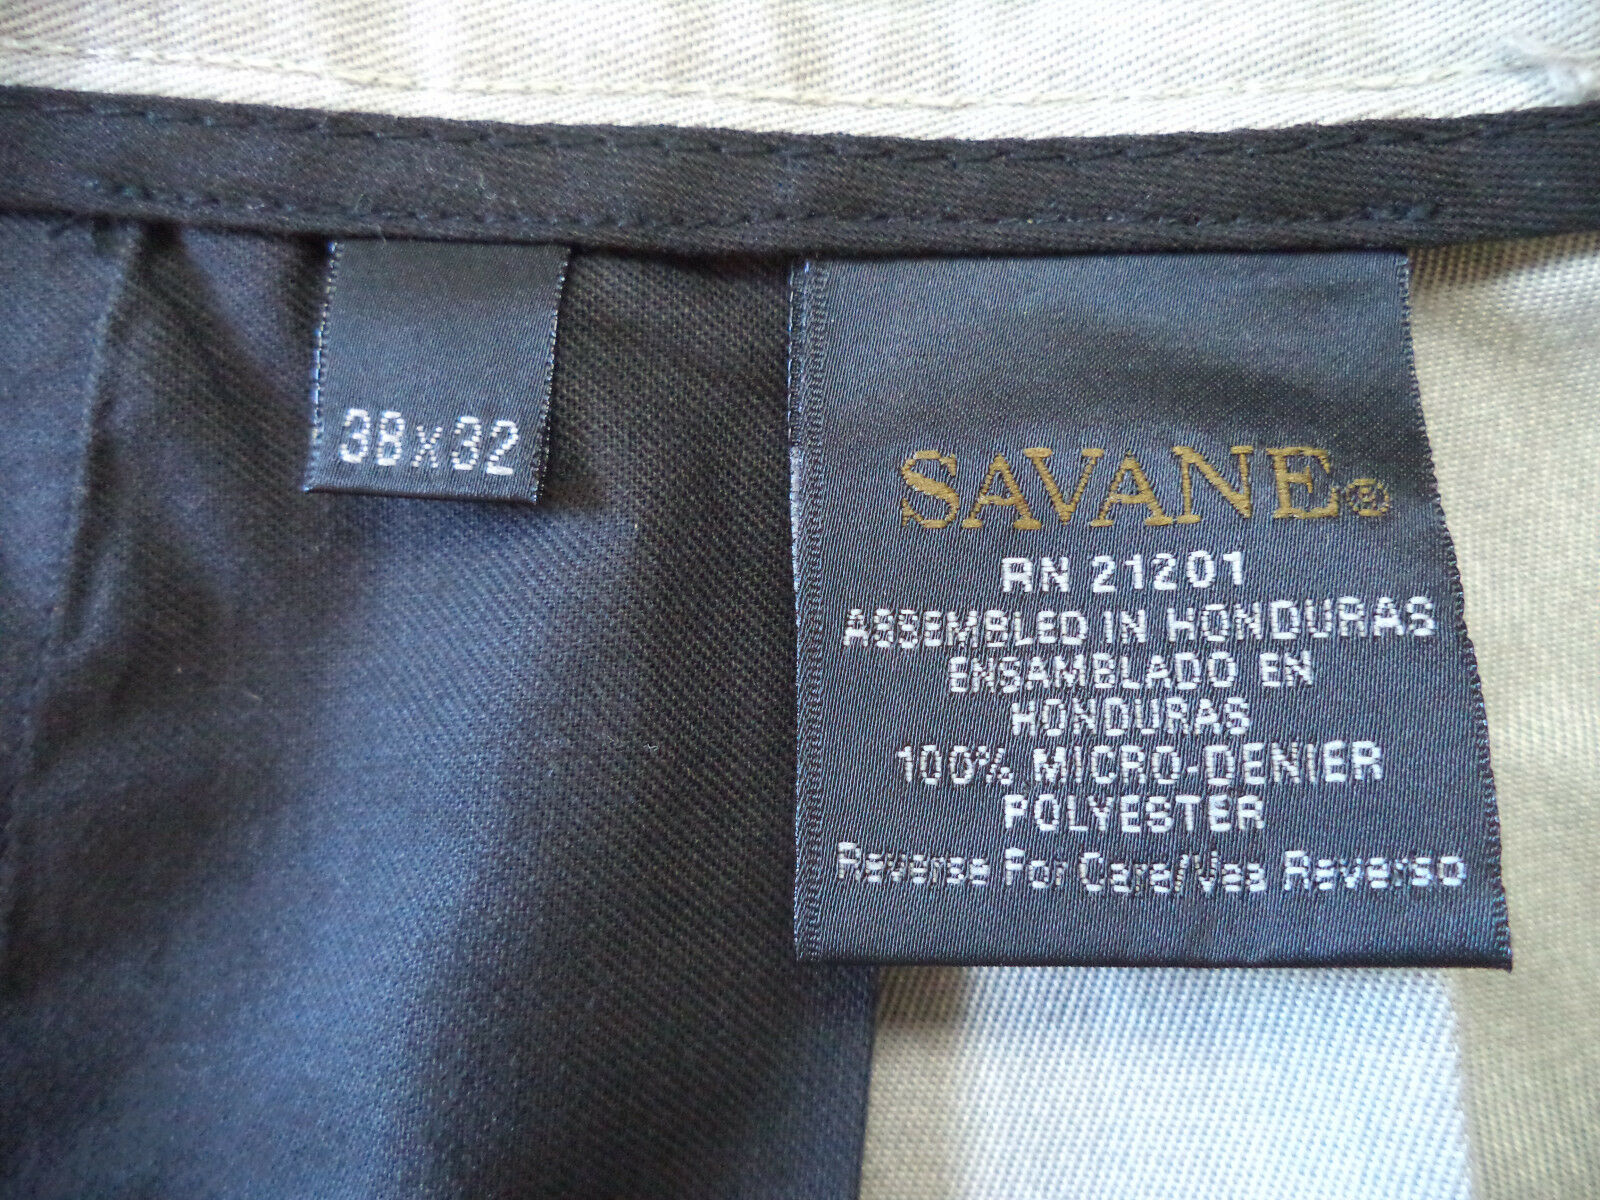 38x32
SAVANE®
RN 21201
ASSEMBLED IN HONDURAS
ENSAMBLADO EN
HONDURAS
100% MICRO-DENIER
POLYESTER
Reverse For Care/Vea Reverso